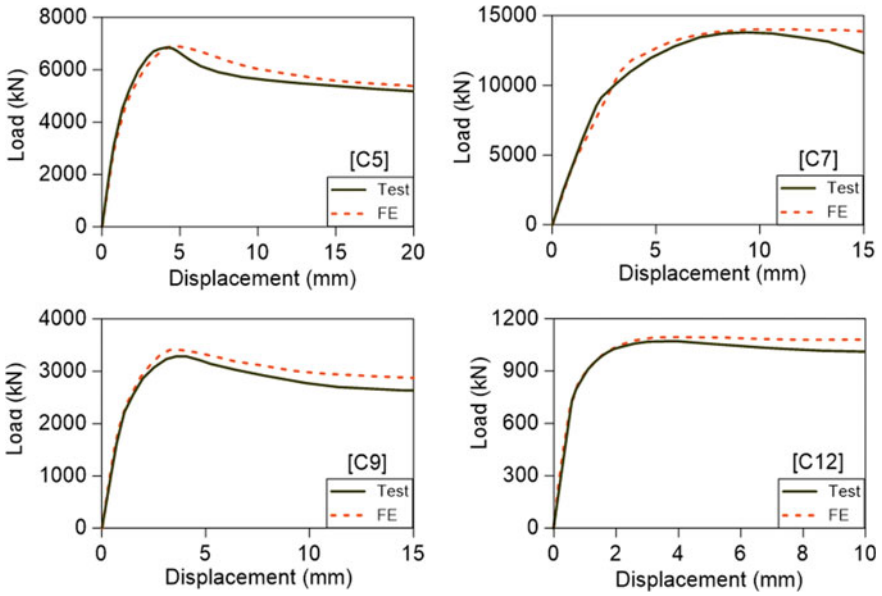 8000
6000
4000
2000
0
Load (kN)
[C5]
Test
FE
0 5 10 15 20
Displacement (mm)
15000
10000
5000
0
Load (kN)
[C7]
Test
FE
0 5 10 15
Displacement (mm)
4000
3000
2000
1000
0
Load (kN)
[C9]
Test
FE
0 5 10 15
Displacement (mm)
1200
900
600
300
0
Load (kN)
[C12]
Test
FE
0 2 4 6 8 10
Displacement (mm)